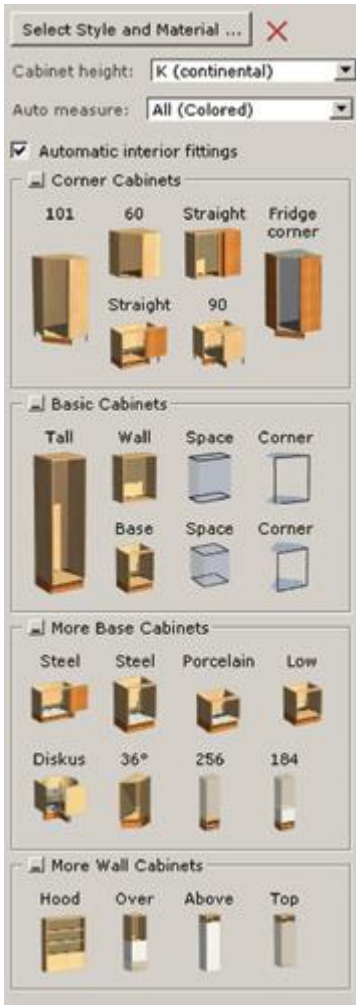 Select Style and Material ...
Cabinet height: K (continental)
Auto measure: All (Colored)
Automatic interior fittings
Corner Cabinets
101 60 Straight Fridge corner
Straight 90
Basic Cabinets
Tall Wall Space Corner
Base Space Corner
More Base Cabinets
Steel Steel Porcelain Low
Diskus 36° 256 184
More Wall Cabinets
Hood Over Above Top